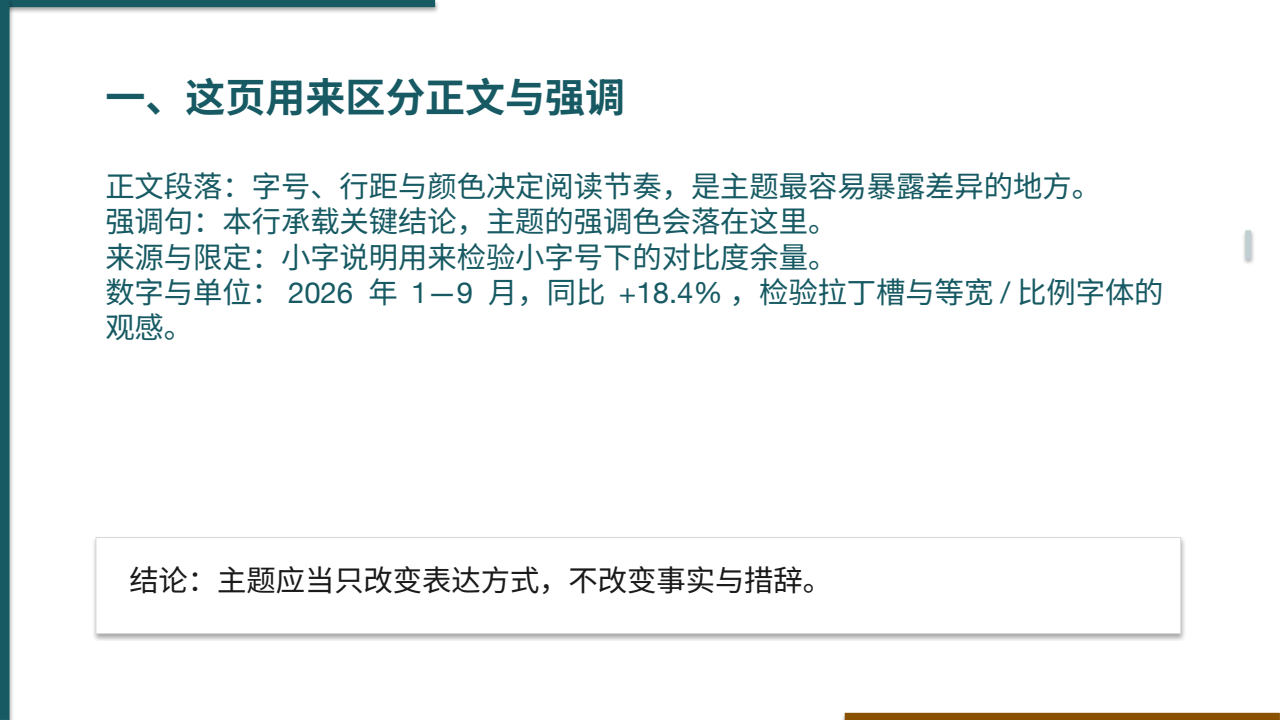 一、这页用来区分正文与强调
正文段落：字号、行距与颜色决定阅读节奏，是主题最容易暴露差异的地方。
强调句：本行承载关键结论，主题的强调色会落在这里。
来源与限定：小字说明用来检验小字号下的对比度余量。
数字与单位： 2026 年 1—9 月，同比 +18.4% ，检验拉丁槽与等宽 / 比例字体的
观感。
结论：主题应当只改变表达方式，不改变事实与措辞。